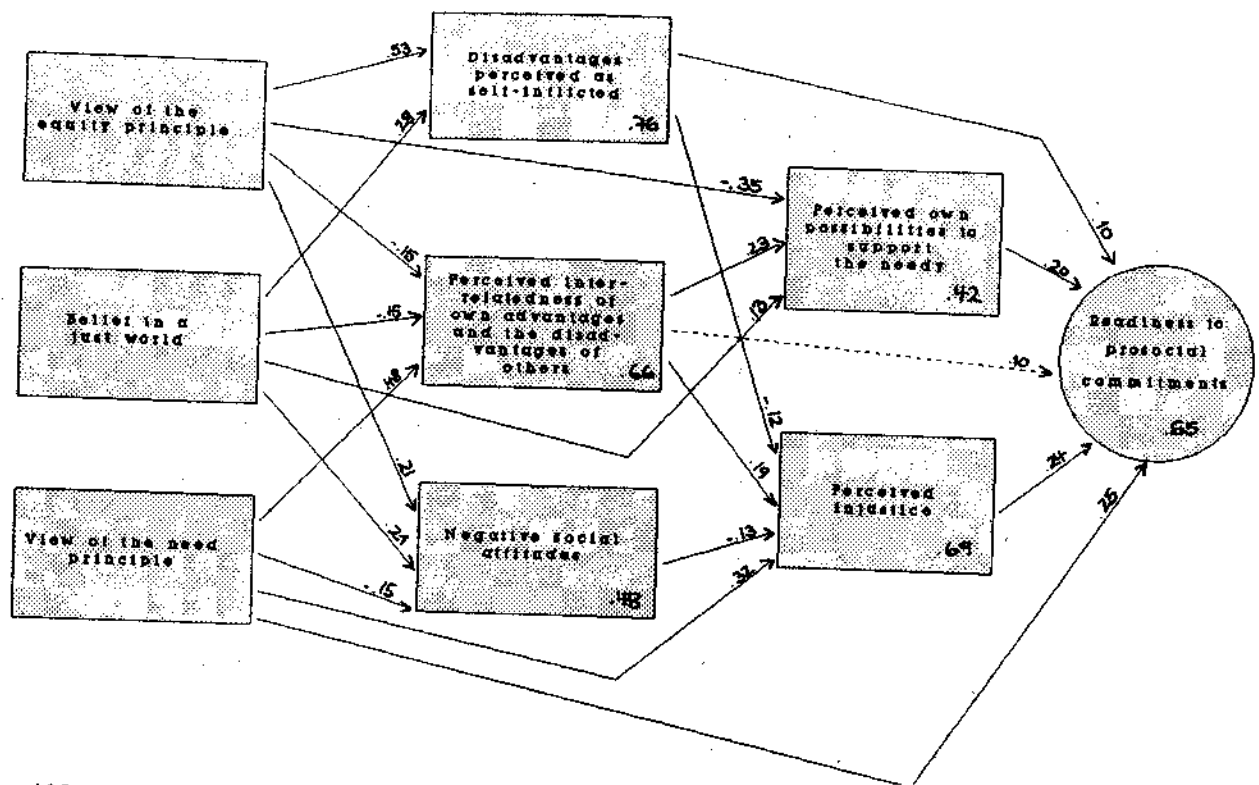 View of the
equity principle
.53
Disadvantages
perceived as
self-inflicted
.76
.29
-.35
-.15
Perceived own
possibilities to
support
the needy
.42
.10
.20
Belief in a
just world
-.15
Perceived inter-
relatedness of
own advantages
and the disad-
vantages of
others
.66
.23
.13
.10
Readiness to
prosocial
commitments
.65
.48
-.12
.19
.24
.21
View of the need
principle
Negative social
attitudes
.48
-.13
Perceived
injustice
.69
-.15
.32